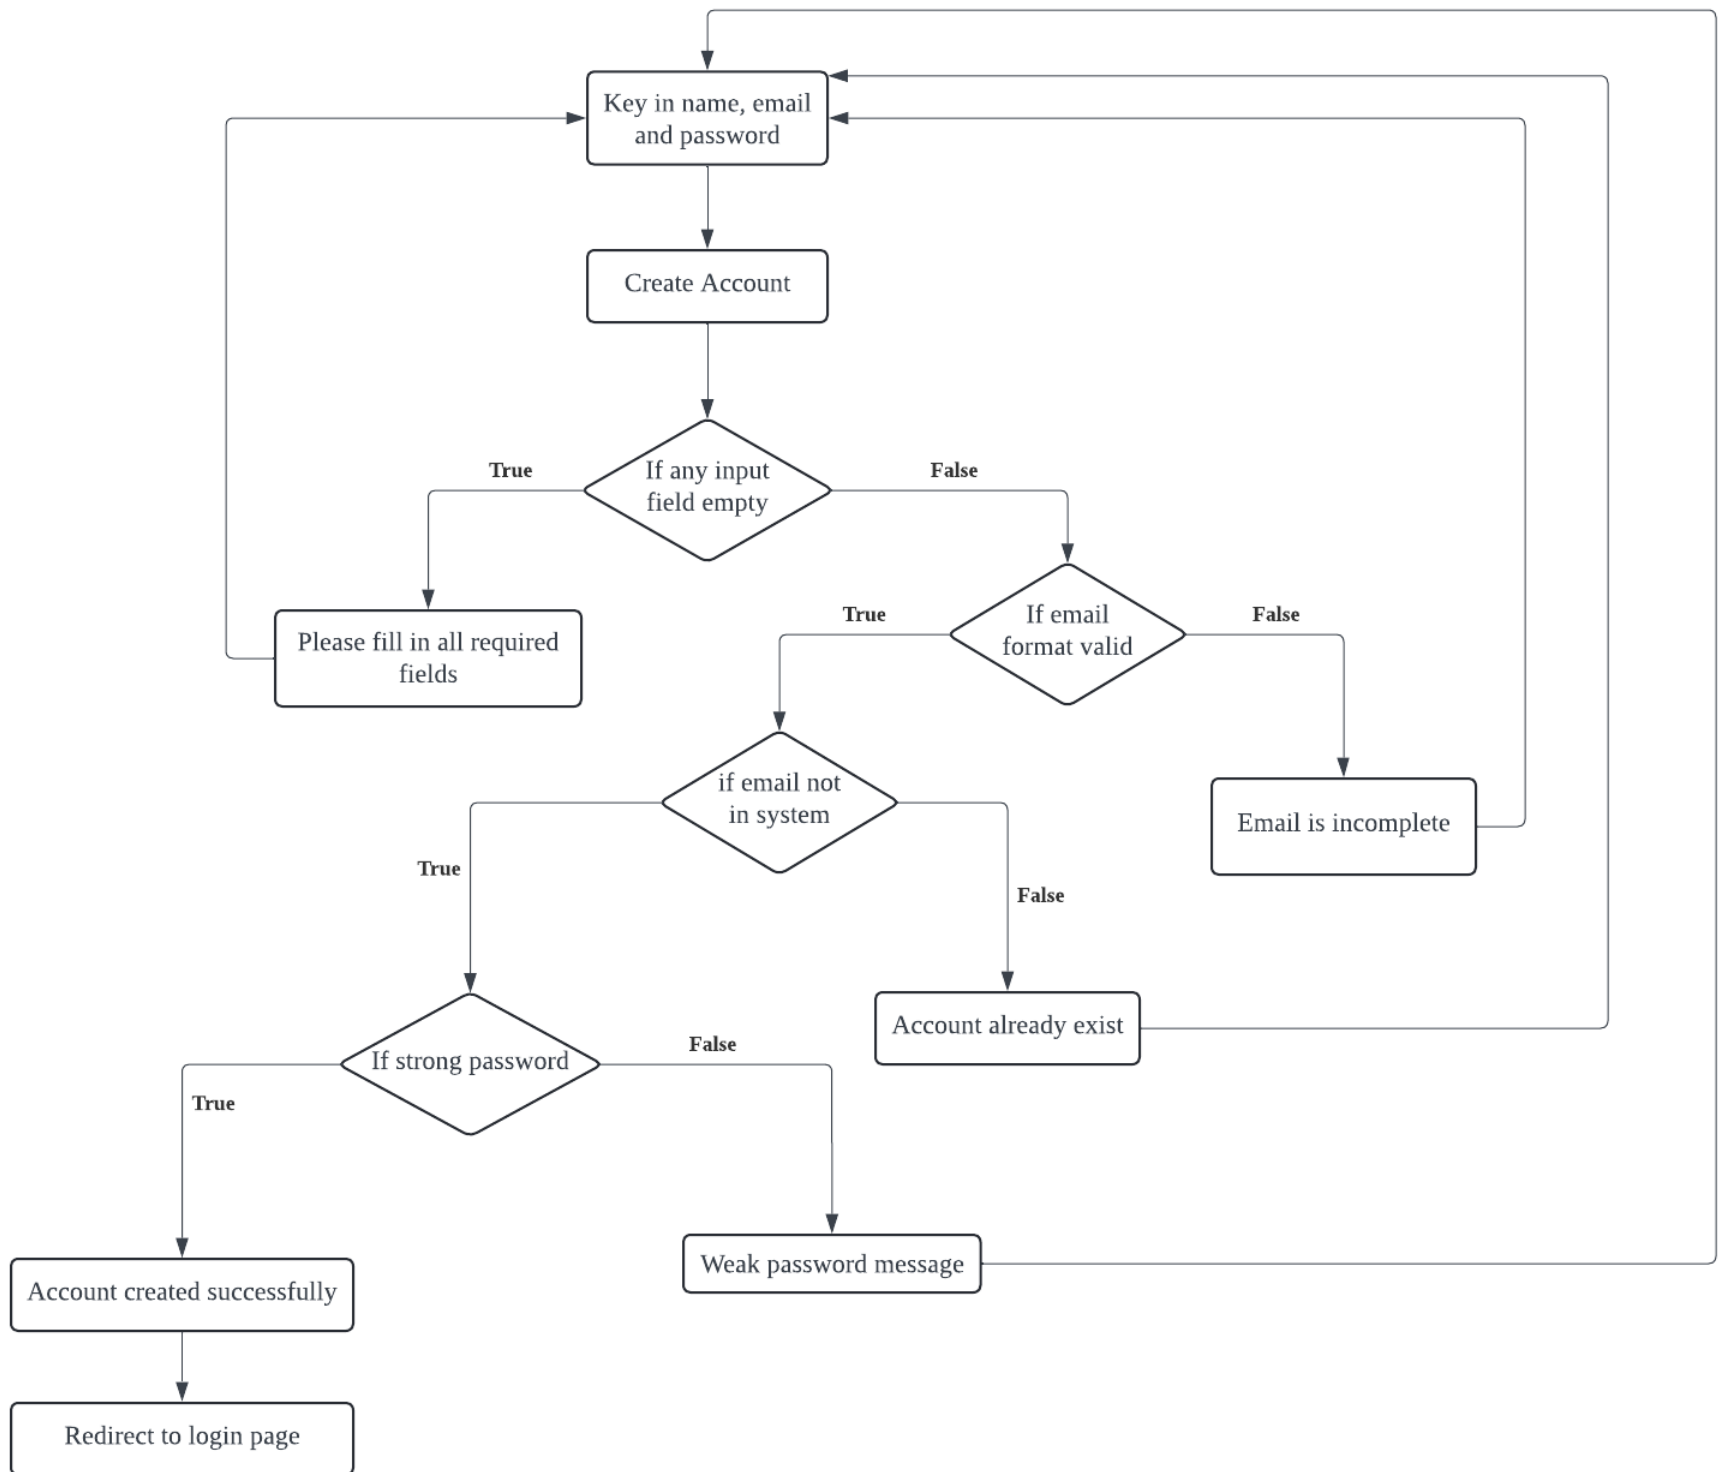 Key in name, email
and password
Create Account
If any input
field empty
True
False
Please fill in all required
fields
If email
format valid
True
False
if email not
in system
Email is incomplete
True
False
Account already exist
If strong password
False
True
Weak password message
Account created successfully
Redirect to login page